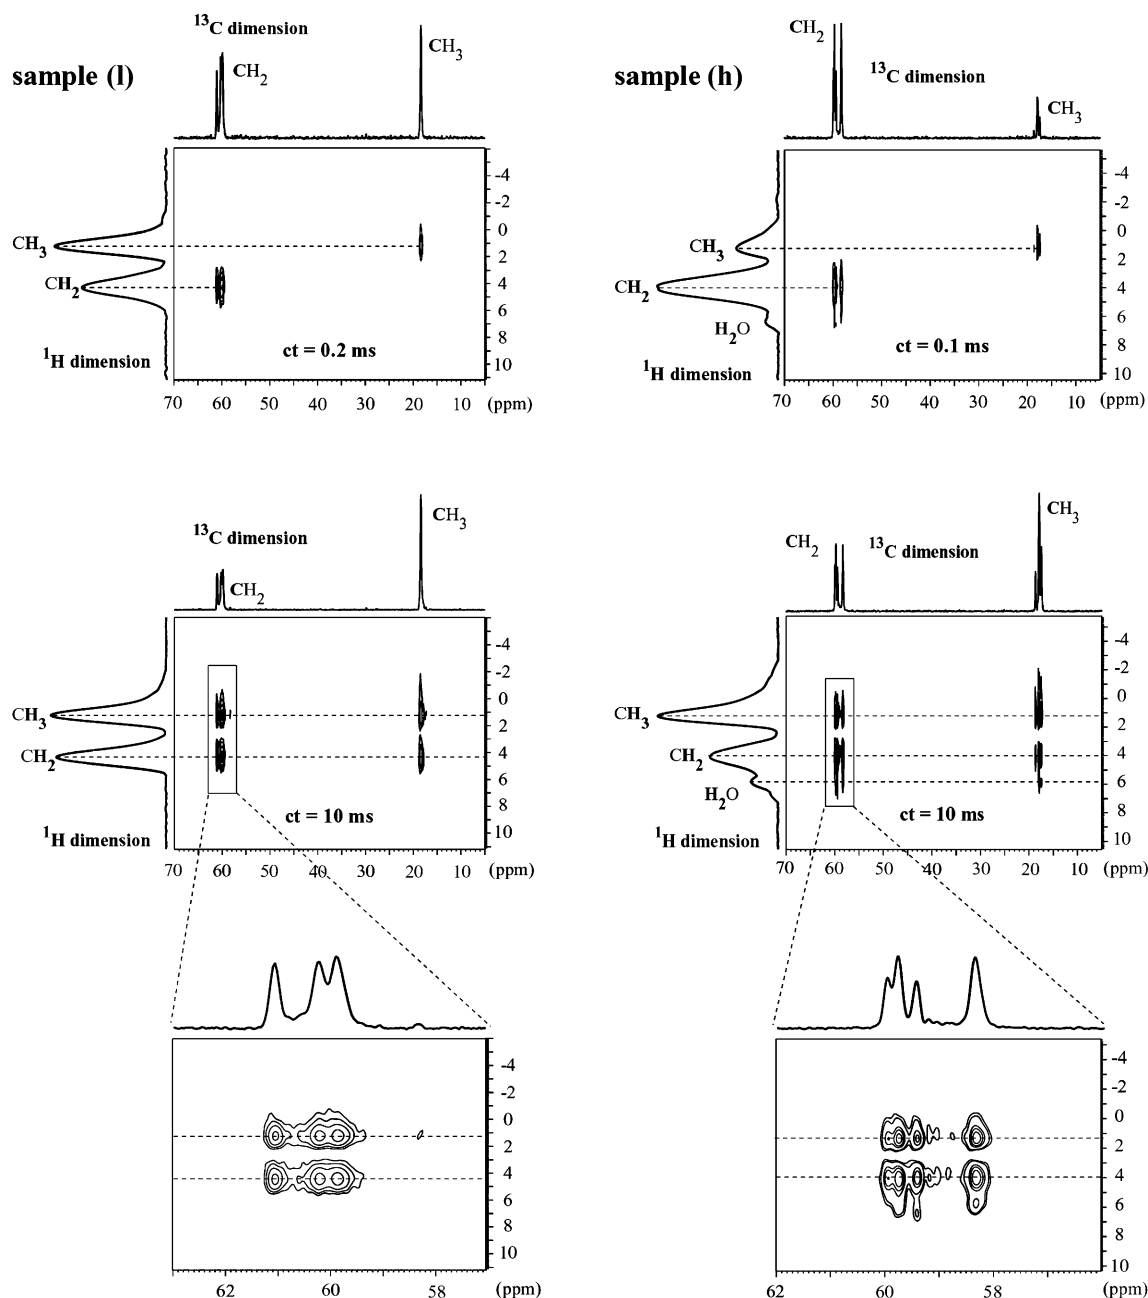 sample (l)
13C dimension
CH2
CH3
CH3
CH2
1H dimension
ct = 0.2 ms
-4
-2
0
2
4
6
8
10
70 60 50 40 30 20 10 (ppm)
sample (h)
CH2
13C dimension
CH3
CH3
CH2
H2O
1H dimension
ct = 0.1 ms
-4
-2
0
2
4
6
8
10
70 60 50 40 30 20 10 (ppm)
13C dimension
CH2
CH3
CH3
CH2
1H dimension
ct = 10 ms
-4
-2
0
2
4
6
8
10
70 60 50 40 30 20 10 (ppm)
CH2
13C dimension
CH3
CH3
CH2
H2O
1H dimension
ct = 10 ms
-4
-2
0
2
4
6
8
10
70 60 50 40 30 20 10 (ppm)
-4
-2
0
2
4
6
8
10
62 60 58 (ppm)
-4
-2
0
2
4
6
8
10
62 60 58 (ppm)